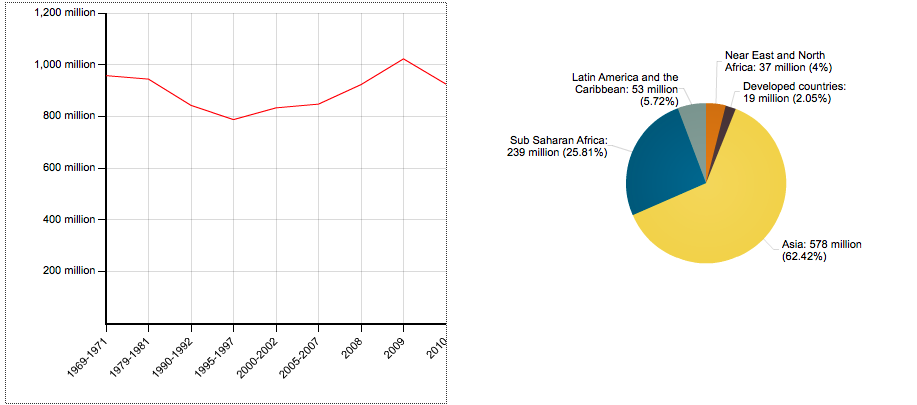 1,200 million
1,000 million
800 million
600 million
400 million
200 million
1969-1971
1979-1981
1990-1992
1995-1997
2000-2002
2005-2007
2008
2009
2010
Near East and North
Africa: 37 million (4%)
Developed countries:
19 million (2.05%)
Latin America and the
Caribbean: 53 million
(5.72%)
Sub Saharan Africa:
239 million (25.81%)
Asia: 578 million
(62.42%)